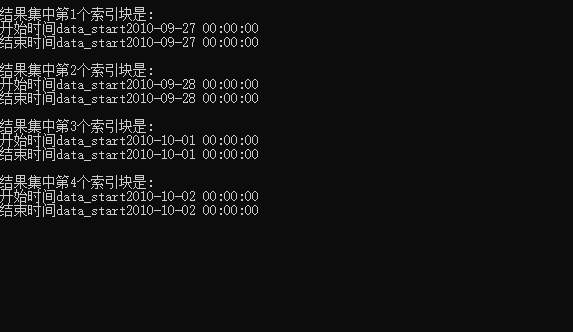 结果集中第1个索引块是:
开始时间data_start2010-09-27 00:00:00
结束时间data_start2010-09-27 00:00:00
结果集中第2个索引块是:
开始时间data_start2010-09-28 00:00:00
结束时间data_start2010-09-28 00:00:00
结果集中第3个索引块是:
开始时间data_start2010-10-01 00:00:00
结束时间data_start2010-10-01 00:00:00
结果集中第4个索引块是:
开始时间data_start2010-10-02 00:00:00
结束时间data_start2010-10-02 00:00:00